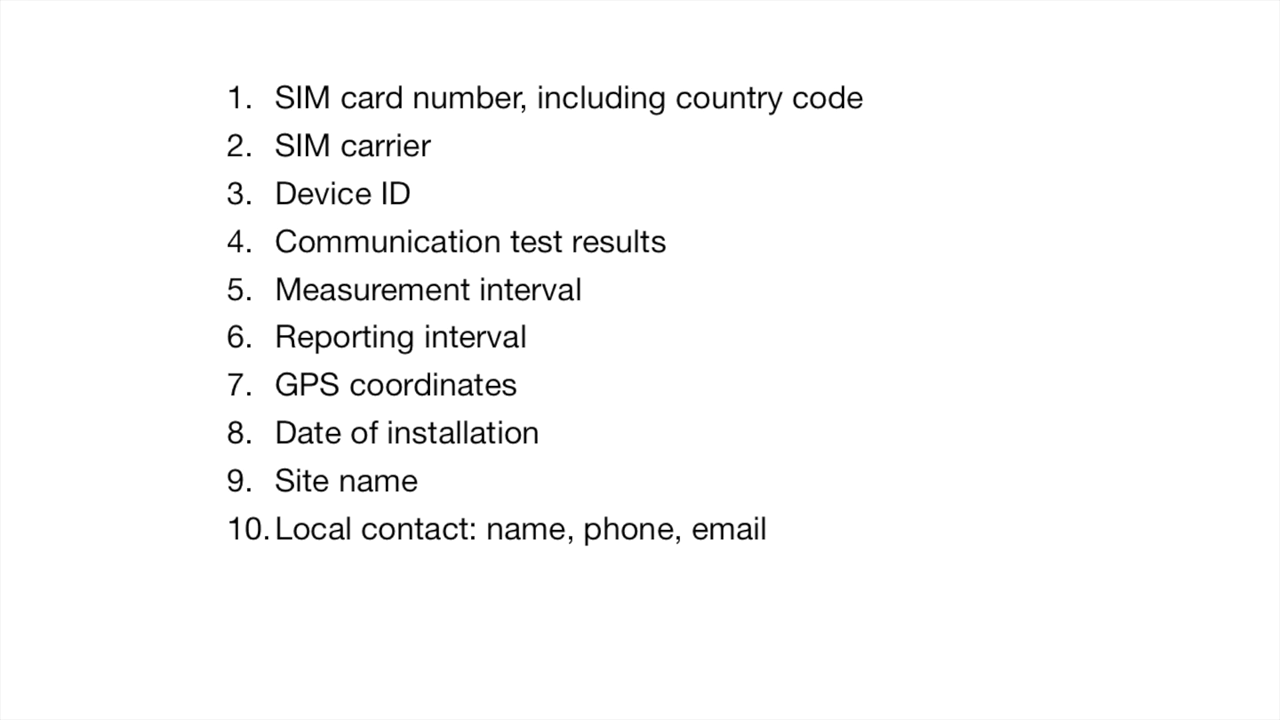 1. SIM card number, including country code
2. SIM carrier
3. Device ID
4. Communication test results
5. Measurement interval
6. Reporting interval
7. GPS coordinates
8. Date of installation
9. Site name
10. Local contact: name, phone, email